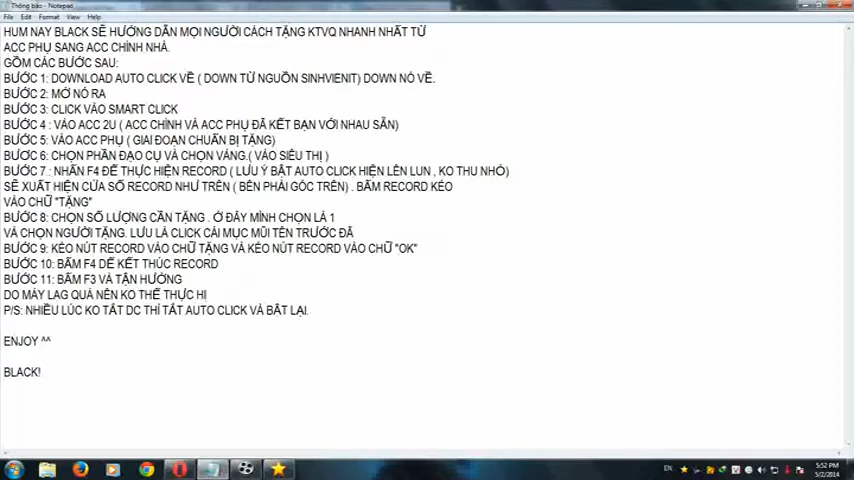 Thông báo - Notepad
File Edit Format View Help
HUM NAY BLACK SẼ HƯỚNG DẪN MỌI NGƯỜI CÁCH TẶNG KTVQ NHANH NHẤT TỪ
ACC PHỤ SANG ACC CHÍNH NHÁ.
GỒM CÁC BƯỚC SAU:
BƯỚC 1: DOWNLOAD AUTO CLICK VỀ ( DOWN TỪ NGUỒN SINHVIENIT) DOWN NÓ VỀ.
BƯỚC 2: MỞ NÓ RA
BƯỚC 3: CLICK VÀO SMART CLICK
BƯỚC 4 : VÀO ACC 2U ( ACC CHÍNH VÀ ACC PHỤ ĐÃ KẾT BẠN VỚI NHAU SẴN)
BƯỚC 5: VÀO ACC PHỤ ( GIAI ĐOẠN CHUẨN BỊ TẶNG)
BƯỚC 6: CHỌN PHẦN ĐẠO CỤ VÀ CHỌN VÀNG.( VÀO SIÊU THỊ )
BƯỚC 7 : NHẤN F4 ĐỂ THỰC HIỆN RECORD ( LƯU Ý BẬT AUTO CLICK HIỆN LÊN LUN , KO THU NHỎ)
SẼ XUẤT HIỆN CỬA SỔ RECORD NHƯ TRÊN ( BÊN PHẢI GÓC TRÊN) . BẤM RECORD KÉO
VÀO CHỮ "TẶNG"
BƯỚC 8: CHỌN SỐ LƯỢNG CẦN TẶNG . Ở ĐÂY MÌNH CHỌN LÀ 1
VÀ CHỌN NGƯỜI TẶNG. LƯU LÀ CLICK CÁI MỤC MŨI TÊN TRƯỚC ĐÃ
BƯỚC 9: KÉO NÚT RECORD VÀO CHỮ TẶNG VÀ KÉO NÚT RECORD VÀO CHỮ "OK"
BƯỚC 10: BẤM F4 ĐỂ KẾT THÚC RECORD
BƯỚC 11: BẤM F3 VÀ TẬN HƯỞNG
DO MÁY LAG QUÁ NÊN KO THỂ THỰC HI
P/S: NHIỀU LÚC KO TẮT DC THÌ TẮT AUTO CLICK VÀ BẬT LẠI.
ENJOY ^^
BLACK!
EN
5:52 PM
5/2/2014